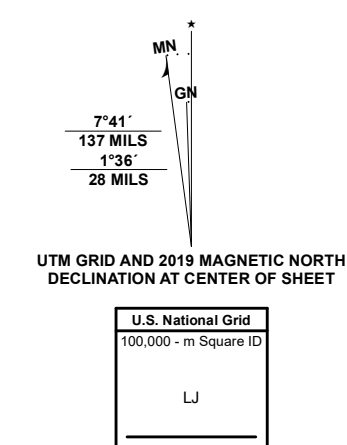 ★
MN
GN
7°41´
137 MILS
1°36´
28 MILS
UTM GRID AND 2019 MAGNETIC NORTH
DECLINATION AT CENTER OF SHEET
U.S. National Grid
100,000 - m Square ID
LJ